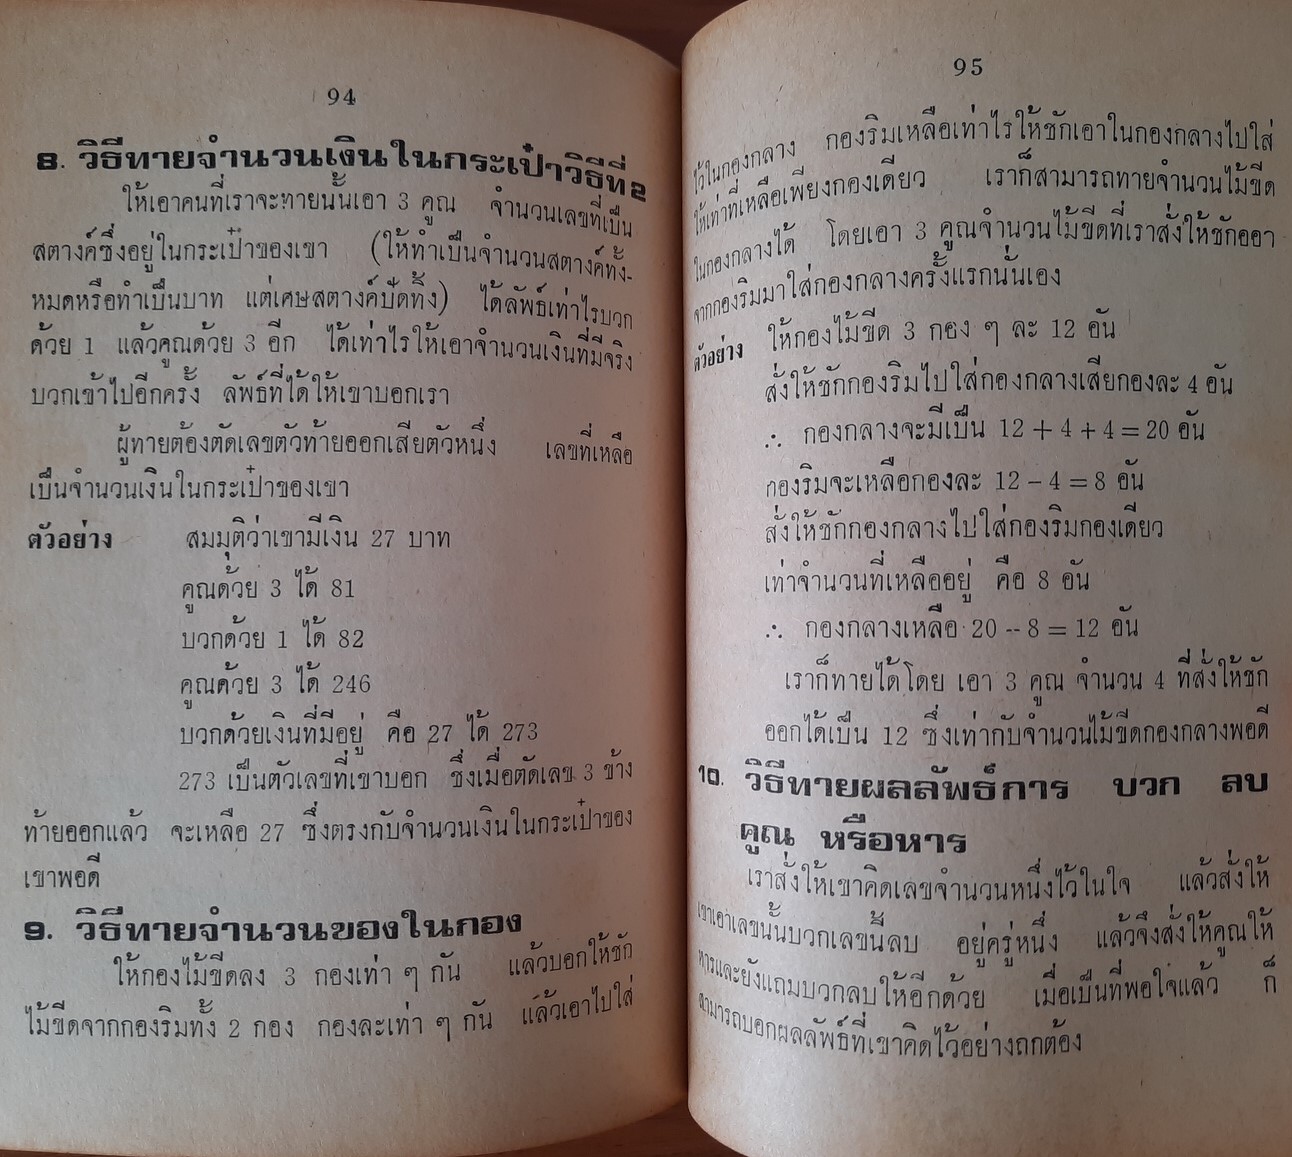 94
8. วิธีทายจำนวนเงินในกระเป๋าวิธีที่ 2
ให้เอาคนที่เราจะทายนั้นเอา 3 คูณ จำนวนเลขที่เป็น
สตางค์ซึ่งอยู่ในกระเป๋าของเขา (ให้ทำเป็นจำนวนสตางค์ทั้ง-
หมดหรือทำเป็นบาท แต่เศษสตางค์ปัดทิ้ง) ได้ลัพธ์เท่าไรบวก
ด้วย 1 แล้วคูณด้วย 3 อีก ได้เท่าไรให้เอาจำนวนเงินที่มีจริง
บวกเข้าไปอีกครั้ง ลัพธ์ที่ได้ให้เขาบอกเรา
ผู้ทายต้องตัดเลขตัวท้ายออกเสียตัวหนึ่ง เลขที่เหลือ
เป็นจำนวนเงินในกระเป๋าของเขา
ตัวอย่าง สมมุติว่าเขามีเงิน 27 บาท
คูณด้วย 3 ได้ 81
บวกด้วย 1 ได้ 82
คูณด้วย 3 ได้ 246
บวกด้วยเงินที่มีอยู่ คือ 27 ได้ 273
273 เป็นตัวเลขที่เขาบอก ซึ่งเมื่อตัดเลข 3 ข้าง
ท้ายออกแล้ว จะเหลือ 27 ซึ่งตรงกับจำนวนเงินในกระเป๋าของ
เขาพอดี
9. วิธีทายจำนวนของในกอง
ให้กองไม้ขีดลง 3 กองเท่า ๆ กัน แล้วบอกให้ชัก
ไม้ขีดจากกองริมทั้ง 2 กอง กองละเท่า ๆ กัน แล้วเอาไปใส่
95
ไว้ในกองกลาง กองริมเหลือเท่าไรให้ชักเอาในกองกลางไปใส่
ให้เท่าที่เหลือเพียงกองเดียว เราก็สามารถทายจำนวนไม้ขีด
ในกองกลางได้ โดยเอา 3 คูณจำนวนไม้ขีดที่เราสั่งให้ชักออา
จากกองริมมาใส่กองกลางครั้งแรกนั่นเอง
ตัวอย่าง ให้กองไม้ขีด 3 กอง ๆ ละ 12 อัน
สั่งให้ชักกองริมไปใส่กองกลางเสียกองละ 4 อัน
∴ กองกลางจะมีเป็น 12 + 4 + 4 = 20 อัน
กองริมจะเหลือกองละ 12 – 4 = 8 อัน
สั่งให้ชักกองกลางไปใส่กองริมกองเดียว
เท่าจำนวนที่เหลืออยู่ คือ 8 อัน
∴ กองกลางเหลือ 20 -- 8 = 12 อัน
เราก็ทายได้โดย เอา 3 คูณ จำนวน 4 ที่สั่งให้ชัก
ออกได้เป็น 12 ซึ่งเท่ากับจำนวนไม้ขีดกองกลางพอดี
10. วิธีทายผลลัพธ์การ บวก ลบ
คูณ หรือหาร
เราสั่งให้เขาคิดเลขจำนวนหนึ่งไว้ในใจ แล้วสั่งให้
เขาเอาเลขนั้นบวกเลขนี้ลบ อยู่ครู่หนึ่ง แล้วจึงสั่งให้คูณให้
หารและยังแถมบวกลบให้อีกด้วย เมื่อเป็นที่พอใจแล้ว ก็
สามารถบอกผลลัพธ์ที่เขาคิดไว้อย่างถูกต้อง